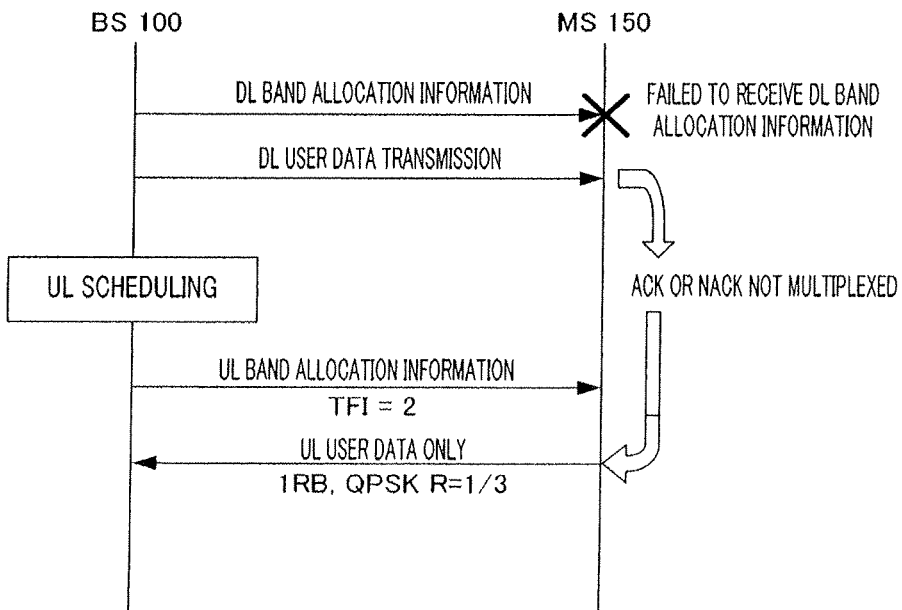 BS 100
MS 150
DL BAND ALLOCATION INFORMATION
FAILED TO RECEIVE DL BAND
ALLOCATION INFORMATION
DL USER DATA TRANSMISSION
UL SCHEDULING
ACK OR NACK NOT MULTIPLEXED
UL BAND ALLOCATION INFORMATION
TFI = 2
UL USER DATA ONLY
1RB, QPSK R=1/3